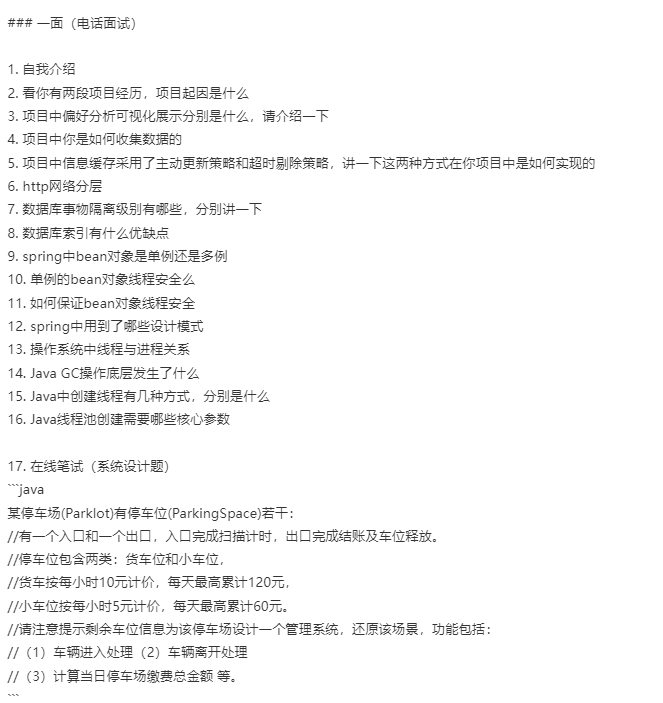 ### 一面（电话面试）
1. 自我介绍
2. 看你有两段项目经历，项目起因是什么
3. 项目中偏好分析可视化展示分别是什么，请介绍一下
4. 项目中你是如何收集数据的
5. 项目中信息缓存采用了主动更新策略和超时剔除策略，讲一下这两种方式在你项目中是如何实现的
6. http网络分层
7. 数据库事物隔离级别有哪些，分别讲一下
8. 数据库索引有什么优缺点
9. spring中bean对象是单例还是多例
10. 单例的bean对象线程安全么
11. 如何保证bean对象线程安全
12. spring中用到了哪些设计模式
13. 操作系统中线程与进程关系
14. Java GC操作底层发生了什么
15. Java中创建线程有几种方式，分别是什么
16. Java线程池创建需要哪些核心参数
17. 在线笔试（系统设计题）
```java
某停车场(Parklot)有停车位(ParkingSpace)若干：
//有一个入口和一个出口，入口完成扫描计时，出口完成结账及车位释放。
//停车位包含两类：货车位和小车位，
//货车按每小时10元计价，每天最高累计120元，
//小车位按每小时5元计价，每天最高累计60元。
//请注意提示剩余车位信息为该停车场设计一个管理系统，还原该场景，功能包括：
//（1）车辆进入处理（2）车辆离开处理
//（3）计算当日停车场缴费总金额 等。
```